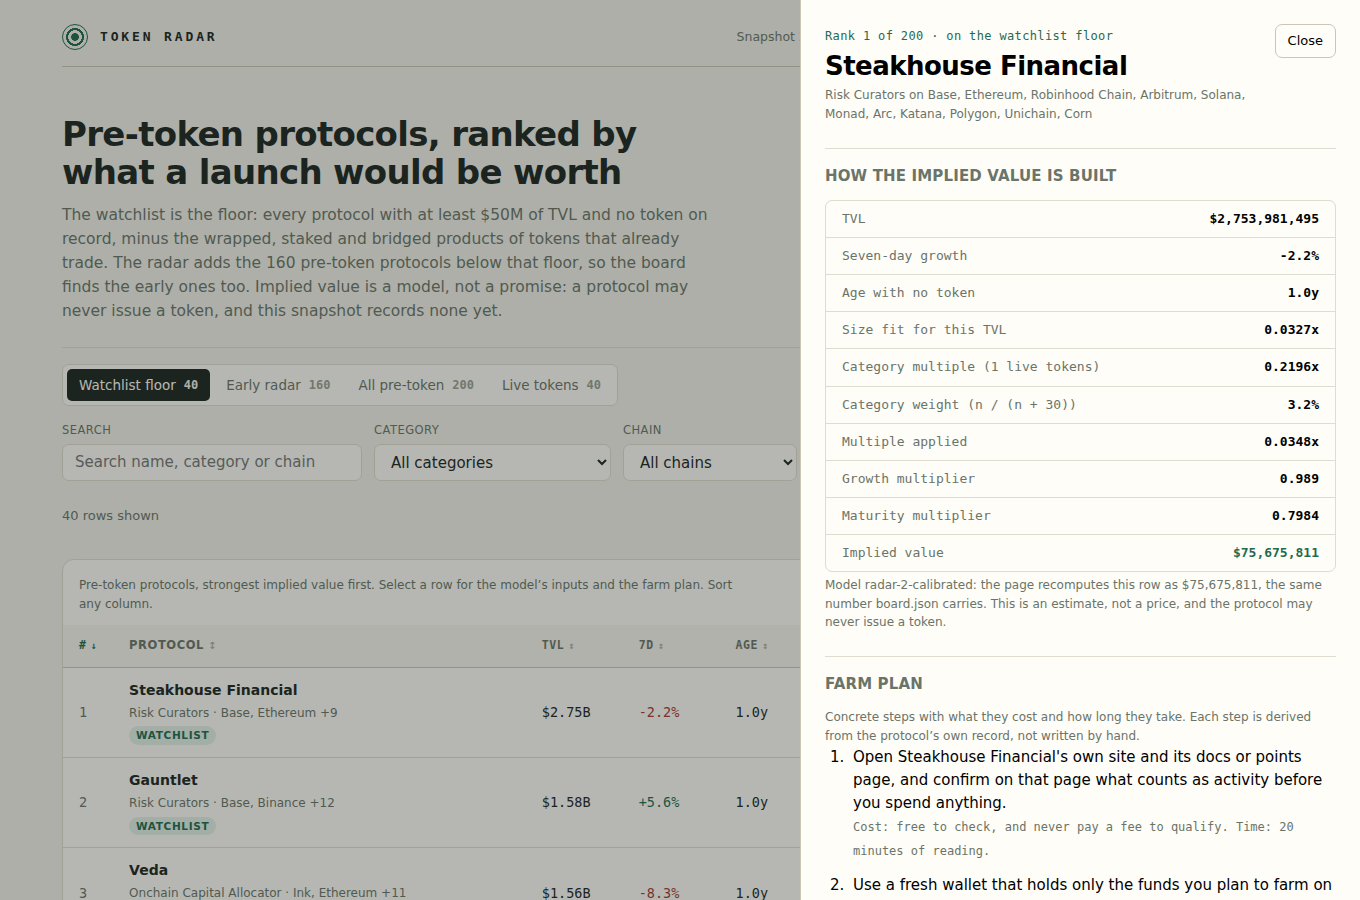 TOKEN RADAR
Snapshot
Pre-token protocols, ranked by
what a launch would be worth
The watchlist is the floor: every protocol with at least $50M of TVL and no token on
record, minus the wrapped, staked and bridged products of tokens that already
trade. The radar adds the 160 pre-token protocols below that floor, so the board
finds the early ones too. Implied value is a model, not a promise: a protocol may
never issue a token, and this snapshot records none yet.
Watchlist floor 40 Early radar 160 All pre-token 200 Live tokens 40
SEARCH CATEGORY CHAIN
Search name, category or chain All categories All chains
40 rows shown
Pre-token protocols, strongest implied value first. Select a row for the model’s inputs and the farm plan. Sort
any column.
# ↓ PROTOCOL ↕ TVL ↕ 7D ↕ AGE ↕
Steakhouse Financial
1 Risk Curators · Base, Ethereum +9 $2.75B -2.2% 1.0y
WATCHLIST
Gauntlet
2 Risk Curators · Base, Binance +12 $1.58B +5.6% 1.0y
WATCHLIST
Veda
3 Onchain Capital Allocator · Ink, Ethereum +11 $1.56B -8.3% 1.0y
Rank 1 of 200 · on the watchlist floor
Close
Steakhouse Financial
Risk Curators on Base, Ethereum, Robinhood Chain, Arbitrum, Solana,
Monad, Arc, Katana, Polygon, Unichain, Corn
HOW THE IMPLIED VALUE IS BUILT
TVL $2,753,981,495
Seven-day growth -2.2%
Age with no token 1.0y
Size fit for this TVL 0.0327x
Category multiple (1 live tokens) 0.2196x
Category weight (n / (n + 30)) 3.2%
Multiple applied 0.0348x
Growth multiplier 0.989
Maturity multiplier 0.7984
Implied value $75,675,811
Model radar-2-calibrated: the page recomputes this row as $75,675,811, the same
number board.json carries. This is an estimate, not a price, and the protocol may
never issue a token.
FARM PLAN
Concrete steps with what they cost and how long they take. Each step is derived
from the protocol’s own record, not written by hand.
1. Open Steakhouse Financial's own site and its docs or points
page, and confirm on that page what counts as activity before
you spend anything.
Cost: free to check, and never pay a fee to qualify. Time: 20
minutes of reading.
2. Use a fresh wallet that holds only the funds you plan to farm on